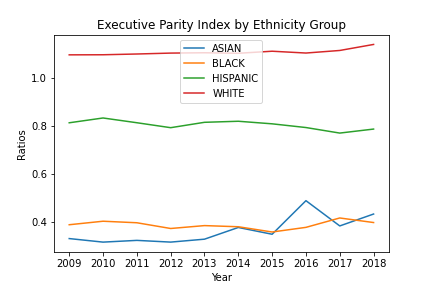 Executive Parity Index by Ethnicity Group
ASIAN
BLACK
HISPANIC
WHITE
1.0
0.8
0.6
0.4
Ratios
2009 2010 2011 2012 2013 2014 2015 2016 2017 2018
Year